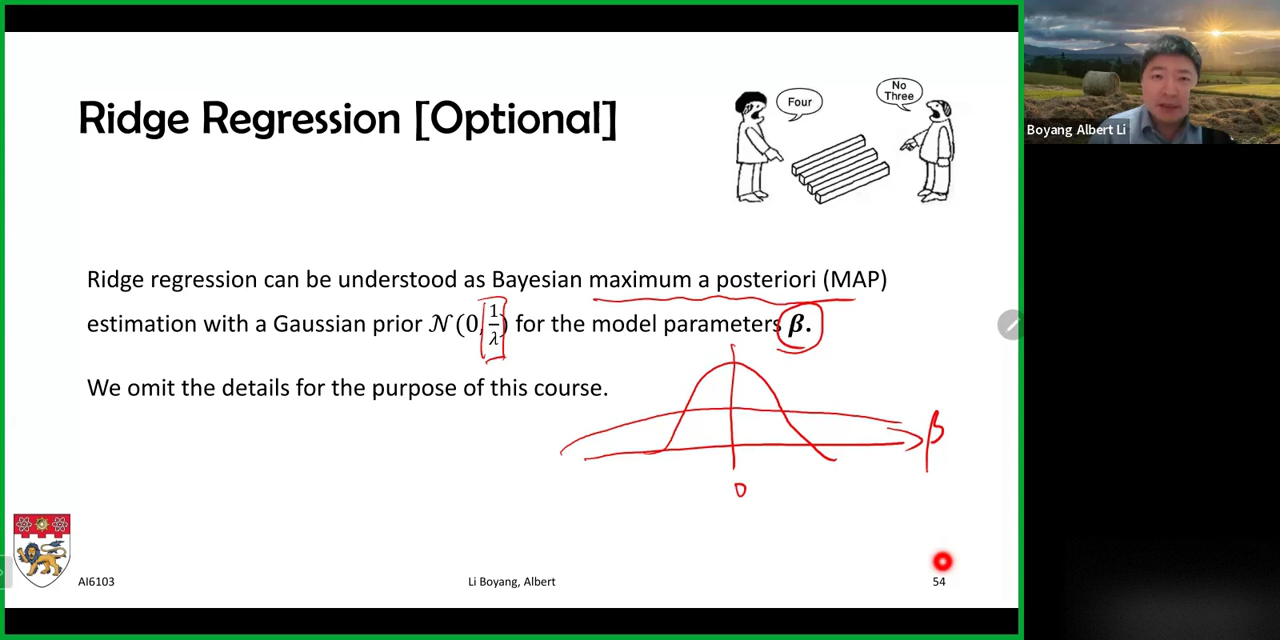 Ridge Regression [Optional]
Four
No
Three
Boyang Albert Li
Ridge regression can be understood as Bayesian maximum a posteriori (MAP)
estimation with a Gaussian prior 𝒩(0, 1/λ) for the model parameters β.
We omit the details for the purpose of this course.
β
0
AI6103
Li Boyang, Albert
54